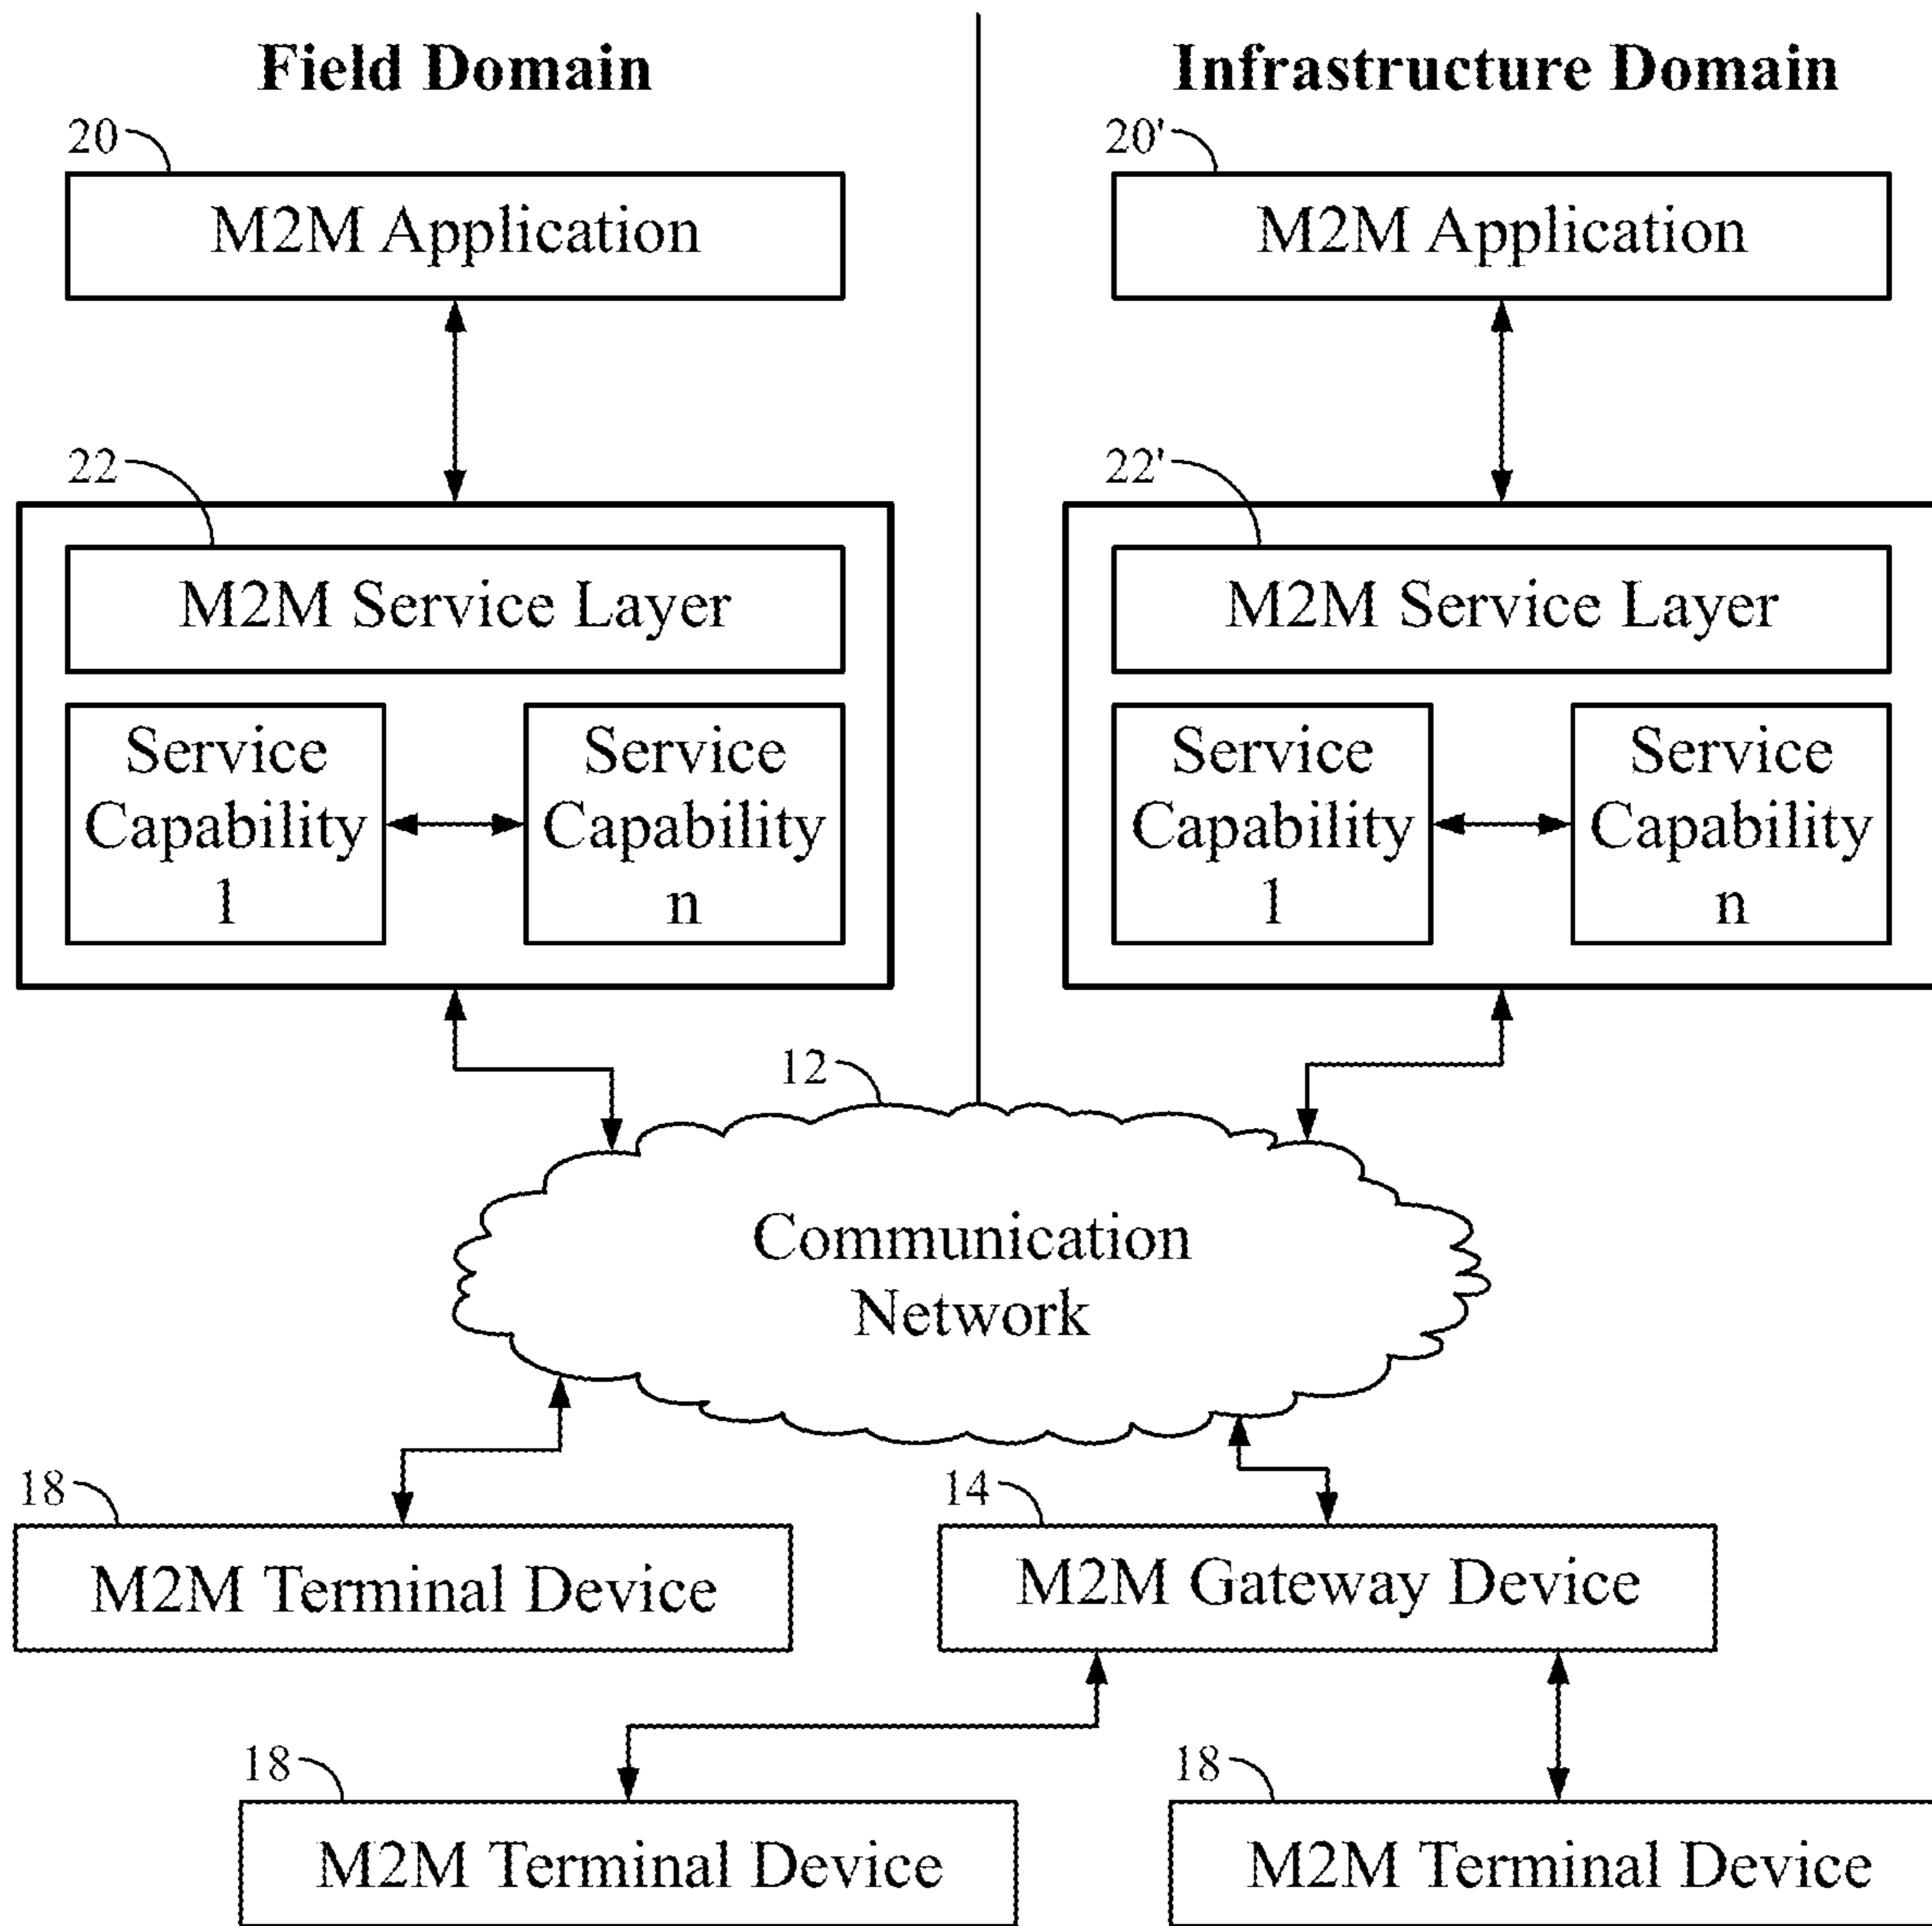 Field Domain
Infrastructure Domain
20
20'
M2M Application
M2M Application
22
22'
M2M Service Layer
M2M Service Layer
Service
Capability
1
Service
Capability
n
Service
Capability
1
Service
Capability
n
12
Communication
Network
18
14
M2M Terminal Device
M2M Gateway Device
18
18
M2M Terminal Device
M2M Terminal Device